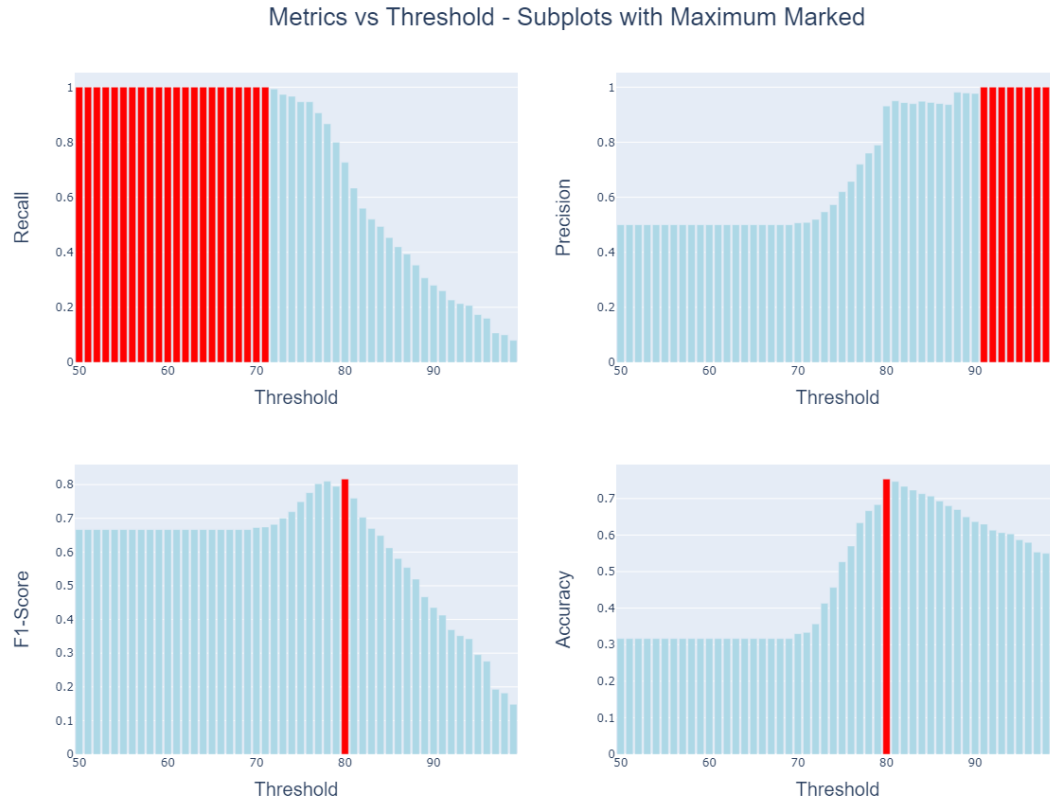 Metrics vs Threshold - Subplots with Maximum Marked
1
0.8
0.6
0.4
0.2
0
Recall
50 60 70 80 90
Threshold
1
0.8
0.6
0.4
0.2
0
Precision
50 60 70 80 90
Threshold
0.8
0.7
0.6
0.5
0.4
0.3
0.2
0.1
0
F1-Score
50 60 70 80 90
Threshold
0.7
0.6
0.5
0.4
0.3
0.2
0.1
0
Accuracy
50 60 70 80 90
Threshold